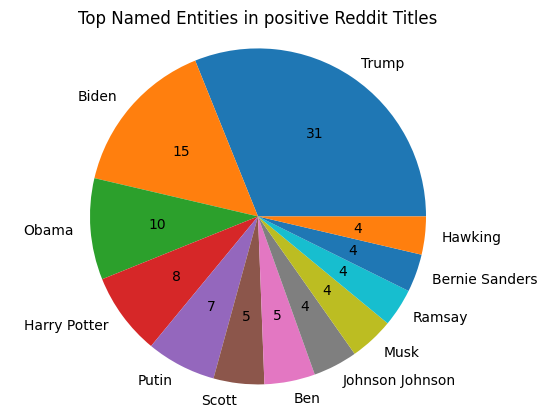 Top Named Entities in positive Reddit Titles
Trump
Biden
31
15
Obama
10
4
Hawking
4
Bernie Sanders
8
4
Ramsay
Harry Potter
7
5
5
4
4
Musk
Putin
Johnson Johnson
Scott
Ben